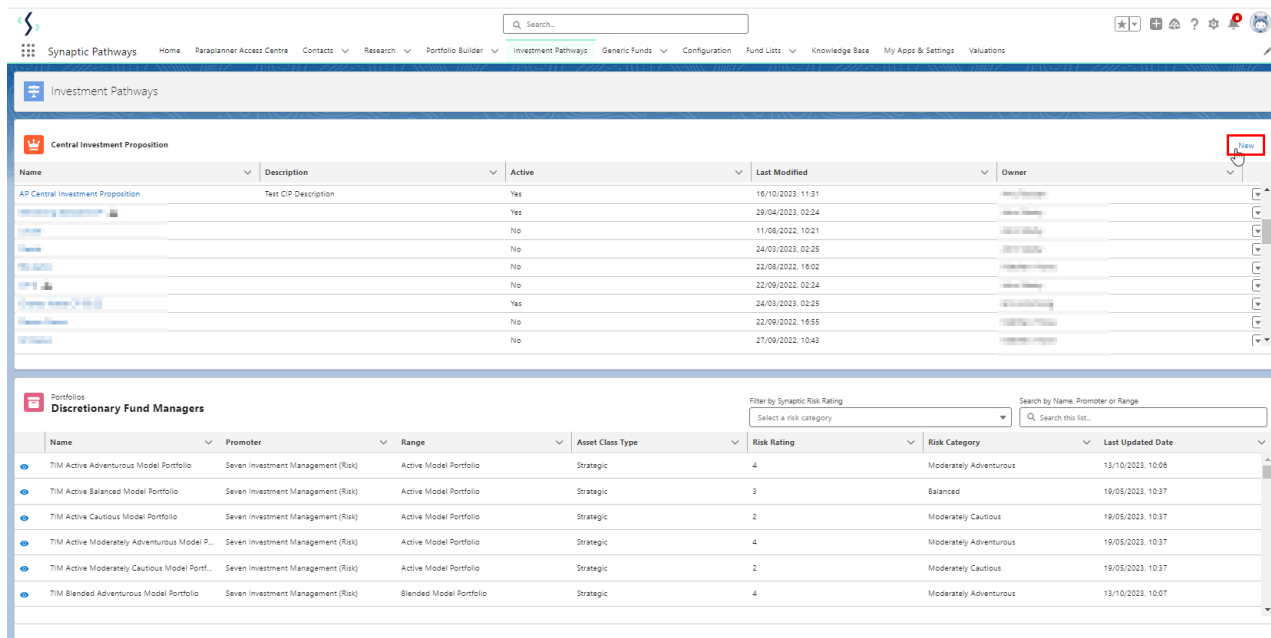 Search...
6
Synaptic Pathways Home Paraplanner Access Centre Contacts Research Portfolio Builder Investment Pathways Generic Funds Configuration Fund Lists Knowledge Base My Apps & Settings Valuations
Investment Pathways
Central Investment Proposition
New
Name Description Active Last Modified Owner
AP Central Investment Proposition Test CIP Description Yes 16/10/2023, 11:31
Yes 29/04/2023, 02:24
No 11/08/2022, 10:21
No 24/03/2023, 02:25
No 22/08/2022, 16:02
No 22/09/2022, 02:24
Yes 24/03/2023, 02:25
No 22/09/2022, 16:55
No 27/09/2022, 10:43
Portfolios
Discretionary Fund Managers
Filter by Synaptic Risk Rating Search by Name, Promoter or Range
Select a risk category Search this list...
Name Promoter Range Asset Class Type Risk Rating Risk Category Last Updated Date
7IM Active Adventurous Model Portfolio Seven Investment Management (Risk) Active Model Portfolio Strategic 4 Moderately Adventurous 13/10/2023, 10:06
7IM Active Balanced Model Portfolio Seven Investment Management (Risk) Active Model Portfolio Strategic 3 Balanced 19/05/2023, 10:37
7IM Active Cautious Model Portfolio Seven Investment Management (Risk) Active Model Portfolio Strategic 2 Moderately Cautious 19/05/2023, 10:37
7IM Active Moderately Adventurous Model P... Seven Investment Management (Risk) Active Model Portfolio Strategic 4 Moderately Adventurous 19/05/2023, 10:37
7IM Active Moderately Cautious Model Portf... Seven Investment Management (Risk) Active Model Portfolio Strategic 2 Moderately Cautious 19/05/2023, 10:37
7IM Blended Adventurous Model Portfolio Seven Investment Management (Risk) Blended Model Portfolio Strategic 4 Moderately Adventurous 13/10/2023, 10:07